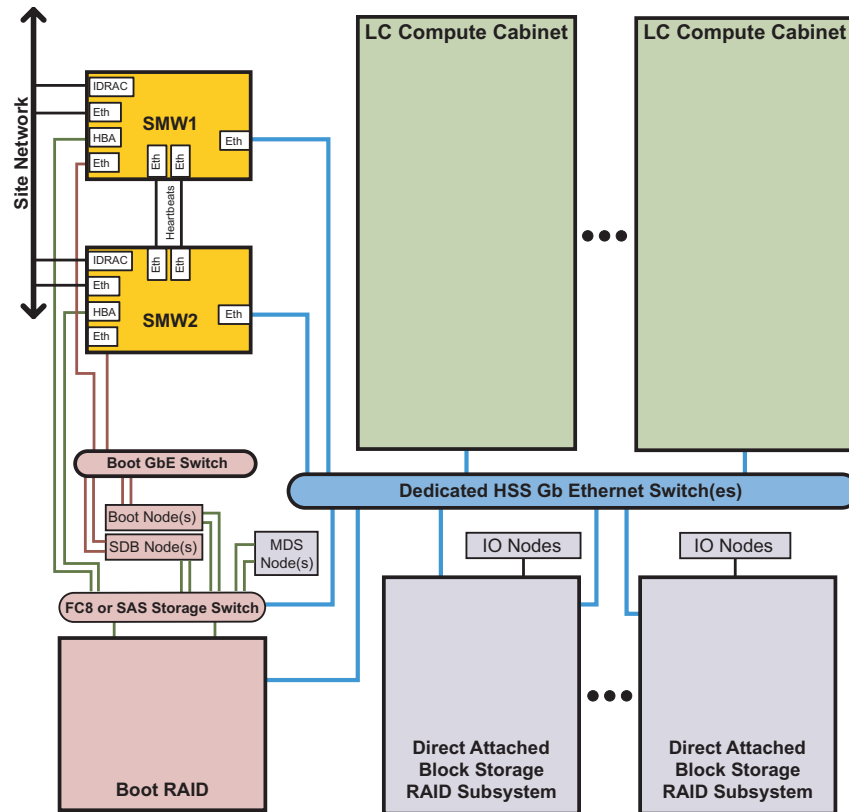 LC Compute Cabinet
LC Compute Cabinet
Site Network
IDRAC
Eth
HBA
Eth
SMW1
Eth
Eth
Eth
Heartbeats
Eth
Eth
IDRAC
Eth
HBA
Eth
SMW2
Eth
Boot GbE Switch
Dedicated HSS Gb Ethernet Switch(es)
Boot Node(s)
SDB Node(s)
MDS
Node(s)
IO Nodes
IO Nodes
FC8 or SAS Storage Switch
Boot RAID
Direct Attached
Block Storage
RAID Subsystem
Direct Attached
Block Storage
RAID Subsystem